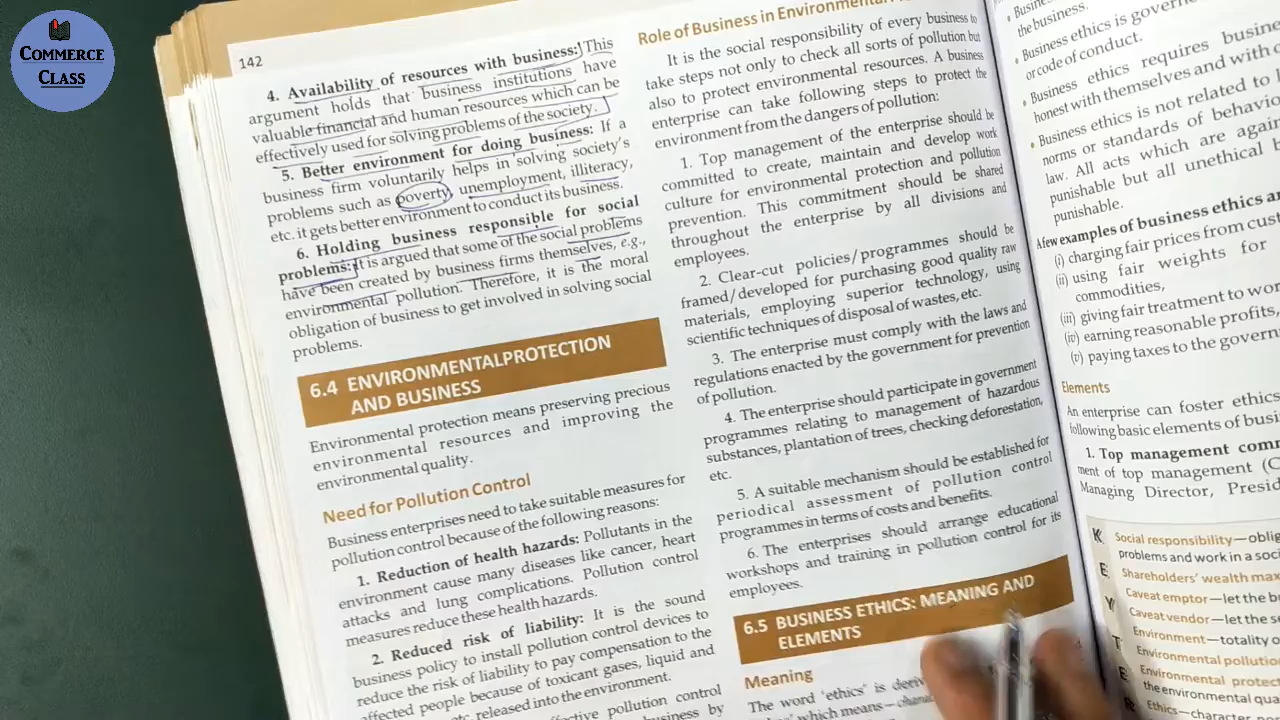 COMMERCE
CLASS
142
4. Availability of resources with business: This
argument holds that business institutions have
valuable financial and human resources which can be
effectively used for solving problems of the society.
5. Better environment for doing business: If a
business firm voluntarily helps in solving society's
problems such as poverty, unemployment, illiteracy,
etc. it gets better environment to conduct its business.
6. Holding business responsible for social
problems: It is argued that some of the social problems
have been created by business firms themselves, e.g.,
environmental pollution. Therefore, it is the moral
obligation of business to get involved in solving social
problems.
6.4 ENVIRONMENTALPROTECTION
AND BUSINESS
Environmental protection means preserving precious
environmental resources and improving the
environmental quality.
Need for Pollution Control
Business enterprises need to take suitable measures for
pollution control because of the following reasons:
1. Reduction of health hazards: Pollutants in the
environment cause many diseases like cancer, heart
attacks and lung complications. Pollution control
measures reduce these health hazards.
2. Reduced risk of liability: It is the sound
business policy to install pollution control devices to
reduce the risk of liability to pay compensation to the
affected people because of toxicant gases, liquid and
etc. released into the environment.
pollution control
business by
Role of Business in Environmental
It is the social responsibility of every business to
take steps not only to check all sorts of pollution but
also to protect environmental resources. A business
enterprise can take following steps to protect the
environment from the dangers of pollution:
1. Top management of the enterprise should be
committed to create, maintain and develop work
culture for environmental protection and pollution
prevention. This commitment should be shared
throughout the enterprise by all divisions and
employees.
2. Clear-cut policies/programmes should be
framed/developed for purchasing good quality raw
materials, employing superior technology, using
scientific techniques of disposal of wastes, etc.
3. The enterprise must comply with the laws and
regulations enacted by the government for prevention
of pollution.
4. The enterprise should participate in government
programmes relating to management of hazardous
substances, plantation of trees, checking deforestation,
etc.
5. A suitable mechanism should be established for
periodical assessment of pollution control
programmes in terms of costs and benefits.
6. The enterprises should arrange educational
workshops and training in pollution control for its
employees.
6.5 BUSINESS ETHICS: MEANING AND
ELEMENTS
Meaning
The word 'ethics' is
which means—
the business.
• Business ethics is
or code of conduct.
• Business ethics requires
honest with themselves and with
• Business ethics is not related to
norms or standards of
law. All acts which are
punishable but all unethical
punishable.
A few examples of business ethics
(i) charging fair prices from
(ii) using fair weights for
commodities,
(iii) giving fair treatment to
(iv) earning reasonable profits,
(v) paying taxes to the
Elements
An enterprise can foster
following basic elements of
1. Top management
ment of top management
Managing Director,
Social responsibility—
problems and work in a
Shareholders' wealth
Caveat emptor—let the
Caveat vendor—let the
Environment—totality
Environmental
Environmental
the environmental
Ethics—character,